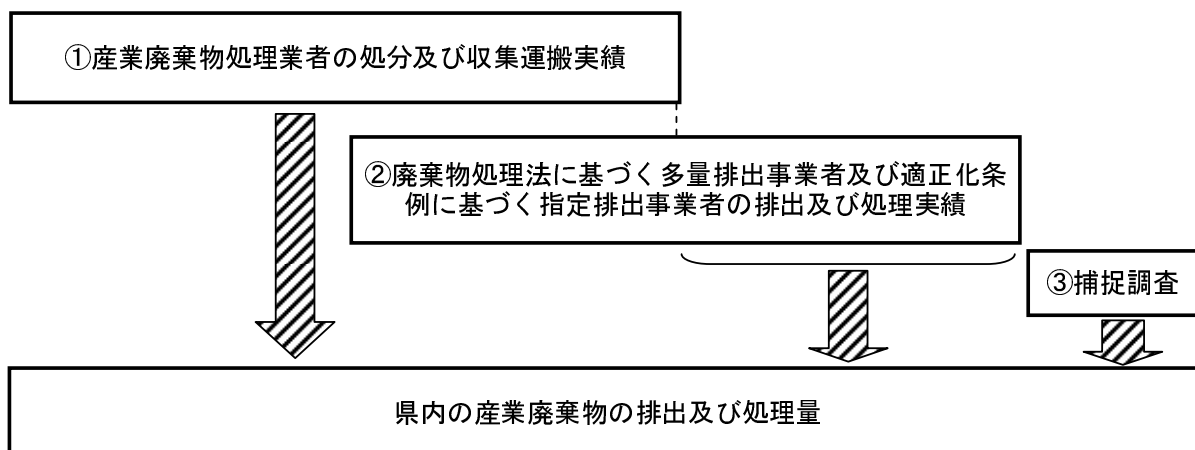 ①産業廃棄物処理業者の処分及び収集運搬実績
②廃棄物処理法に基づく多量排出事業者及び適正化条
例に基づく指定排出事業者の排出及び処理実績
③捕捉調査
県内の産業廃棄物の排出及び処理量